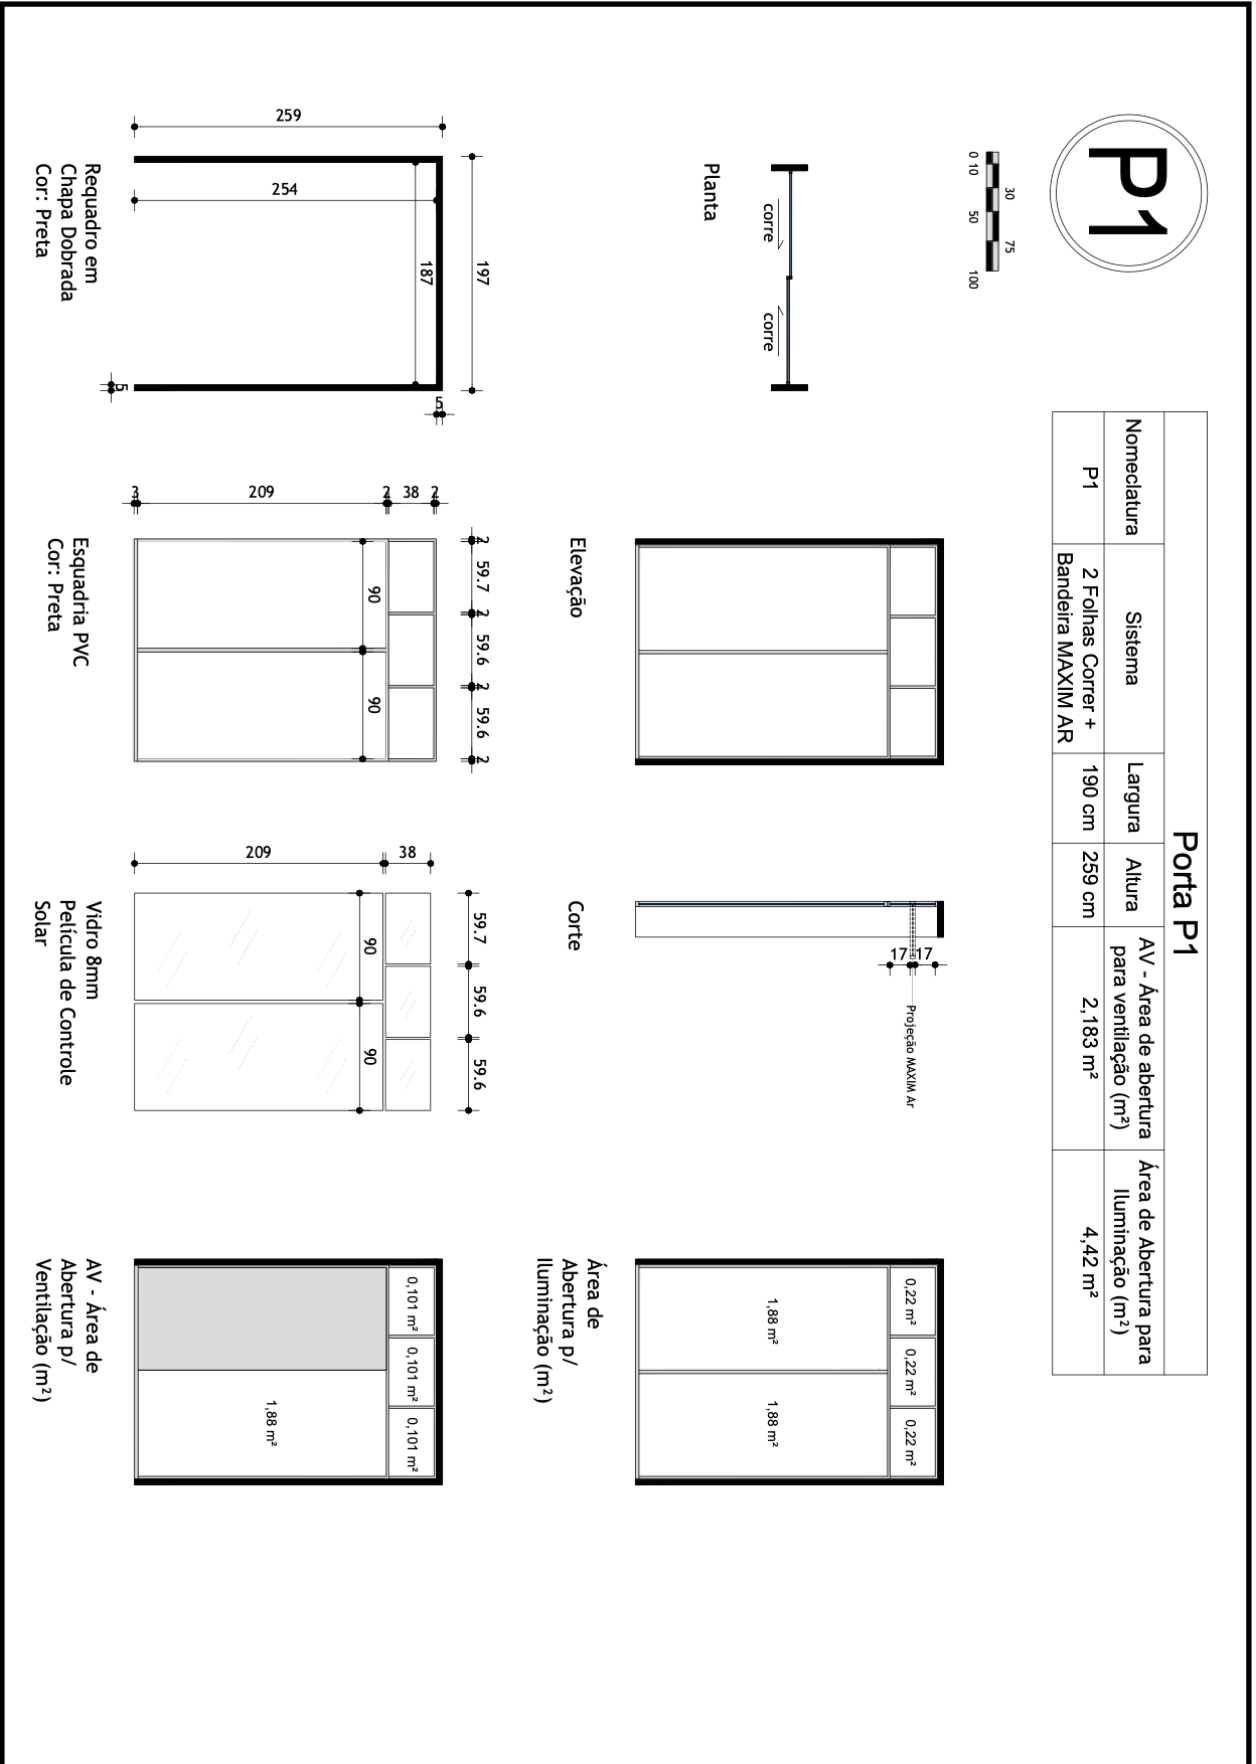 P1
0 10 30 50 75 100
Porta P1
Nomeclatura
Sistema
Largura
Altura
AV - Área de abertura
para ventilação (m²)
Área de Abertura para
Iluminação (m²)
P1
2 Folhas Correr +
Bandeira MAXIM AR
190 cm
259 cm
2,183 m²
4,42 m²
corre
corre
Planta
Elevação
17
17
Projeção MAXIM Ar
Corte
0,22 m²
0,22 m²
0,22 m²
1,88 m²
1,88 m²
Área de
Abertura p/
Iluminação (m²)
197
187
259
254
5
5
Requadro em
Chapa Dobrada
Cor: Preta
2 59.7 2 59.6 2 59.6 2
2
38
2
209
3
90
90
Esquadria PVC
Cor: Preta
59.7 59.6 59.6
38
209
90
90
Vidro 8mm
Película de Controle
Solar
0,101 m²
0,101 m²
0,101 m²
1,88 m²
AV - Área de
Abertura p/
Ventilação (m²)